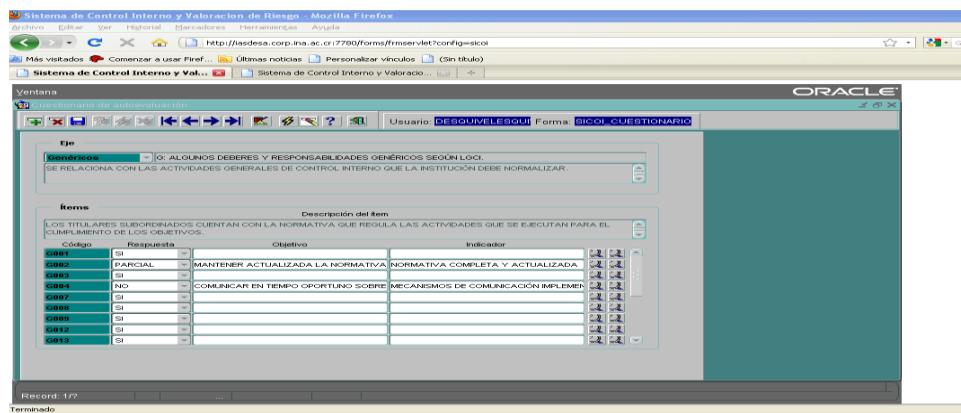 Sistema de Control Interno y Valoracion de Riesgo - Mozilla Firefox
Archivo Editar Ver Historial Marcadores Herramientas Ayuda
http://iasdesa.corp.ina.ac.cr:7780/forms/frmservlet?config=sicoi
Más visitados Comenzar a usar Firef... Últimas noticias Personalizar vínculos (Sin título)
Sistema de Control Interno y Val... Sistema de Control Interno y Valoracio...
Ventana ORACLE
Cuestionario de autoevaluación
Usuario: DESQUIVELESQUI Forma: SICOI_CUESTIONARIO
Eje
Genéricos G: ALGUNOS DEBERES Y RESPONSABILIDADES GENÉRICOS SEGÚN LGCI.
SE RELACIONA CON LAS ACTIVIDADES GENERALES DE CONTROL INTERNO QUE LA INSTITUCIÓN DEBE NORMALIZAR.
Ítems
Descripción del ítem
LOS TITULARES SUBORDINADOS CUENTAN CON LA NORMATIVA QUE REGULA LAS ACTIVIDADES QUE SE EJECUTAN PARA EL
CUMPLIMIENTO DE LOS OBJETIVOS.
Código Respuesta Objetivo Indicador
G001 SI
G002 PARCIAL MANTENER ACTUALIZADA LA NORMATIVA NORMATIVA COMPLETA Y ACTUALIZADA
G003 SI
G004 NO COMUNICAR EN TIEMPO OPORTUNO SOBRE MECANISMOS DE COMUNICACIÓN IMPLEMEN
G007 SI
G008 SI
G009 SI
G012 SI
G013 SI
Record: 1/? ...
Terminado